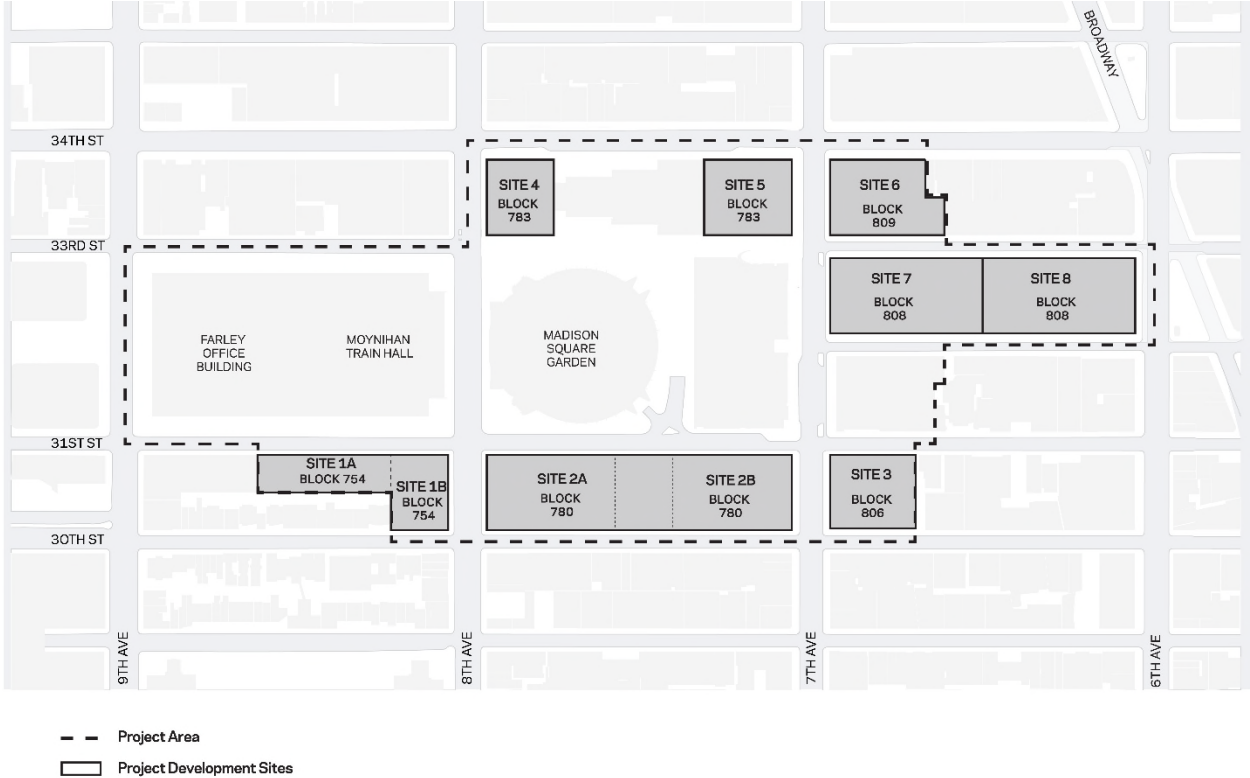 BROADWAY
34TH ST
SITE 4
BLOCK
783
SITE 5
BLOCK
783
SITE 6
BLOCK
809
33RD ST
SITE 7
BLOCK
808
SITE 8
BLOCK
808
FARLEY
OFFICE
BUILDING
MOYNIHAN
TRAIN HALL
MADISON
SQUARE
GARDEN
31ST ST
SITE 1A
BLOCK 754
SITE 1B
BLOCK
754
SITE 2A
BLOCK
780
SITE 2B
BLOCK
780
SITE 3
BLOCK
806
30TH ST
9TH AVE
8TH AVE
7TH AVE
6TH AVE
Project Area
Project Development Sites